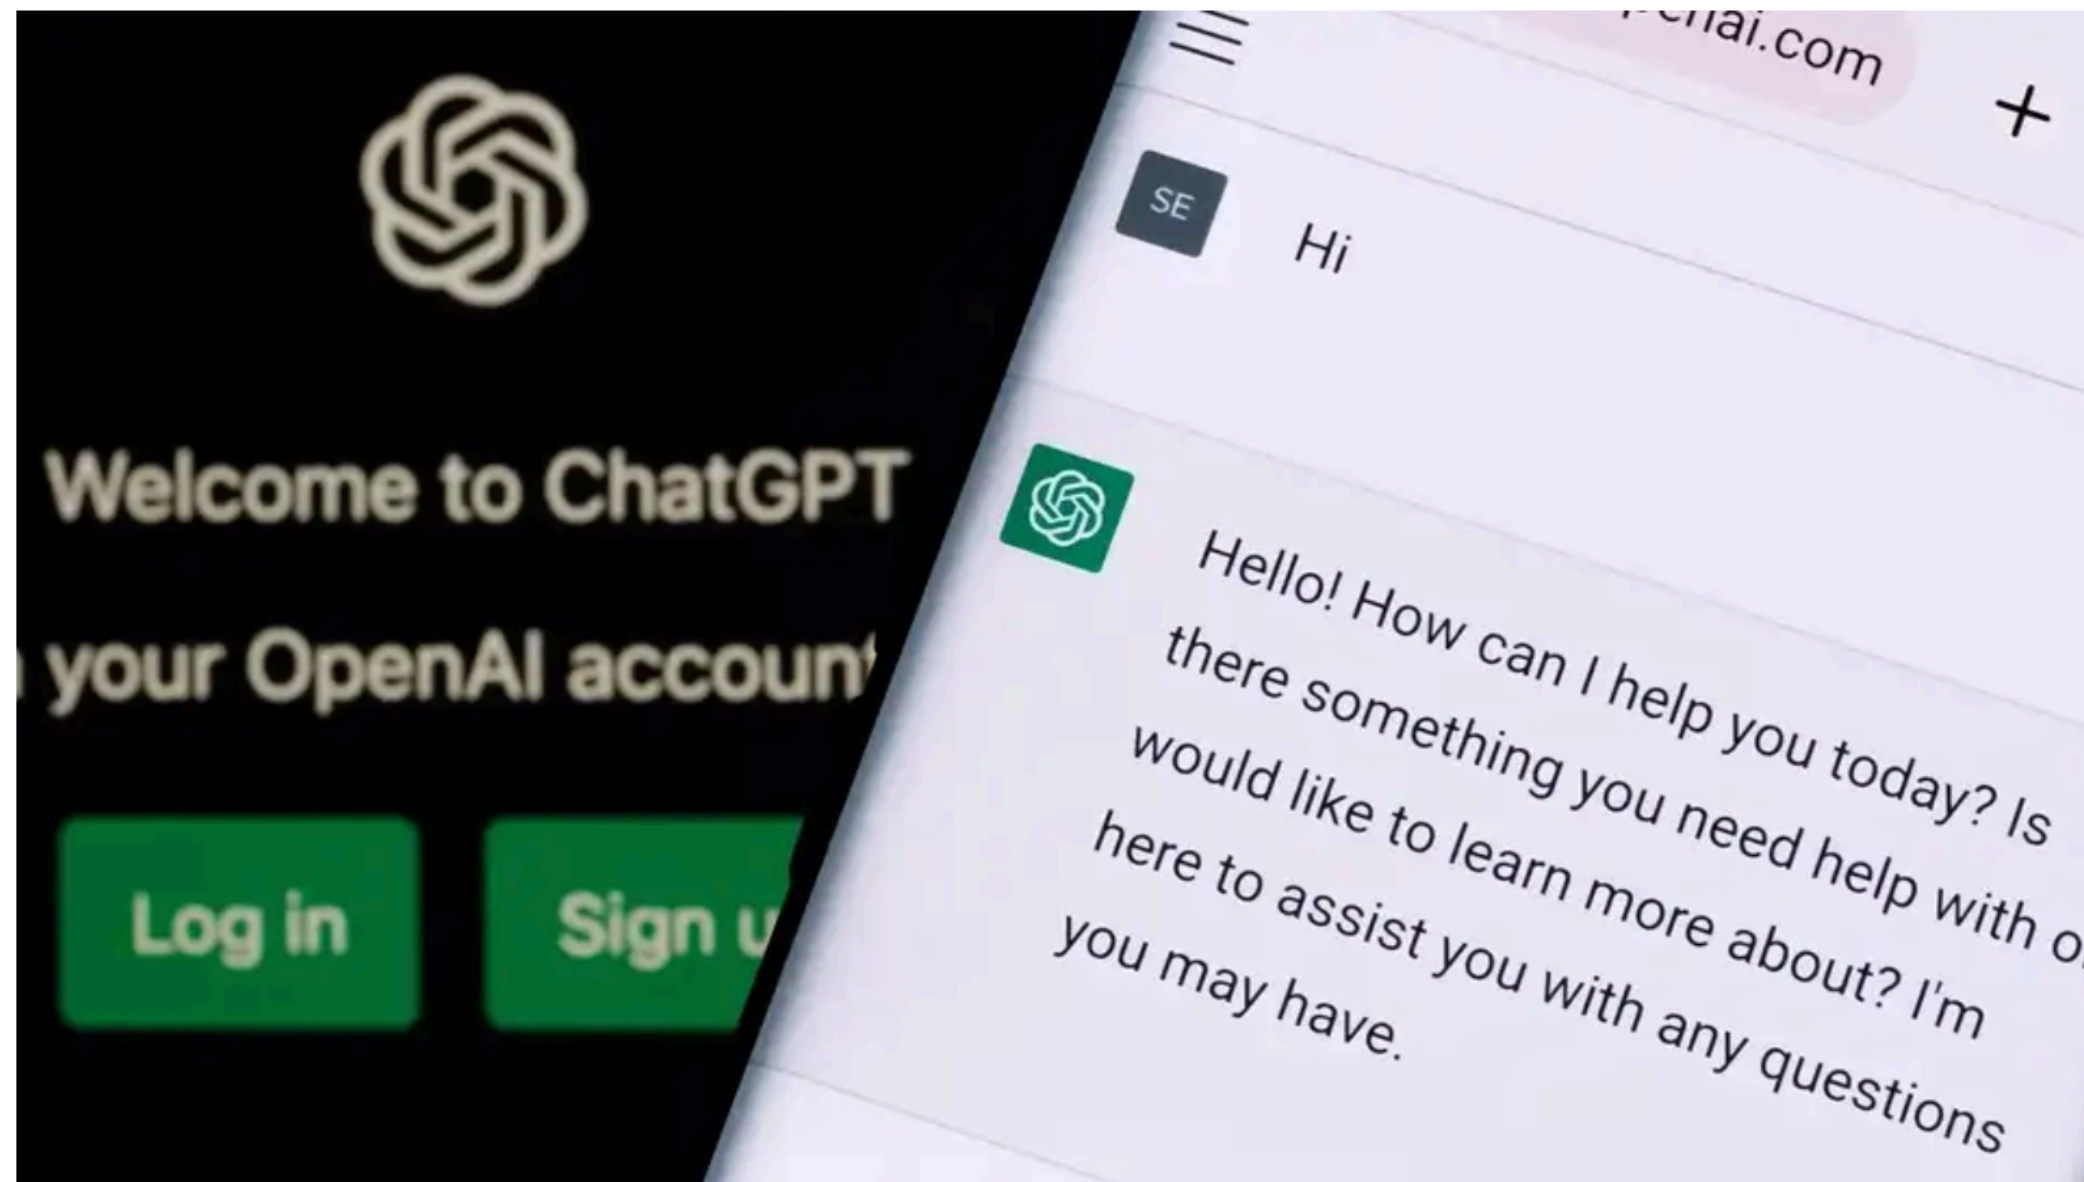 Welcome to ChatGPT
your OpenAI account
Log in
Sign u
penai.com
SE
Hi
Hello! How can I help you today? Is
there something you need help with o
would like to learn more about? I'm
here to assist you with any questions
you may have.